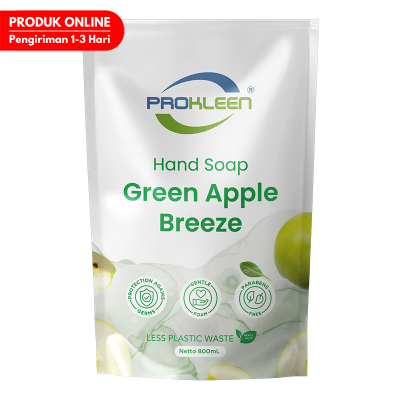 PRODUK ONLINE
Pengiriman 1-3 Hari
PROKLEEN®
Hand Soap
Green Apple
Breeze
PROTECTION AGAINS
GERMS
GENTLE
FOAM
PARABENS
FREE
LESS PLASTIC WASTE
Netto 800mL